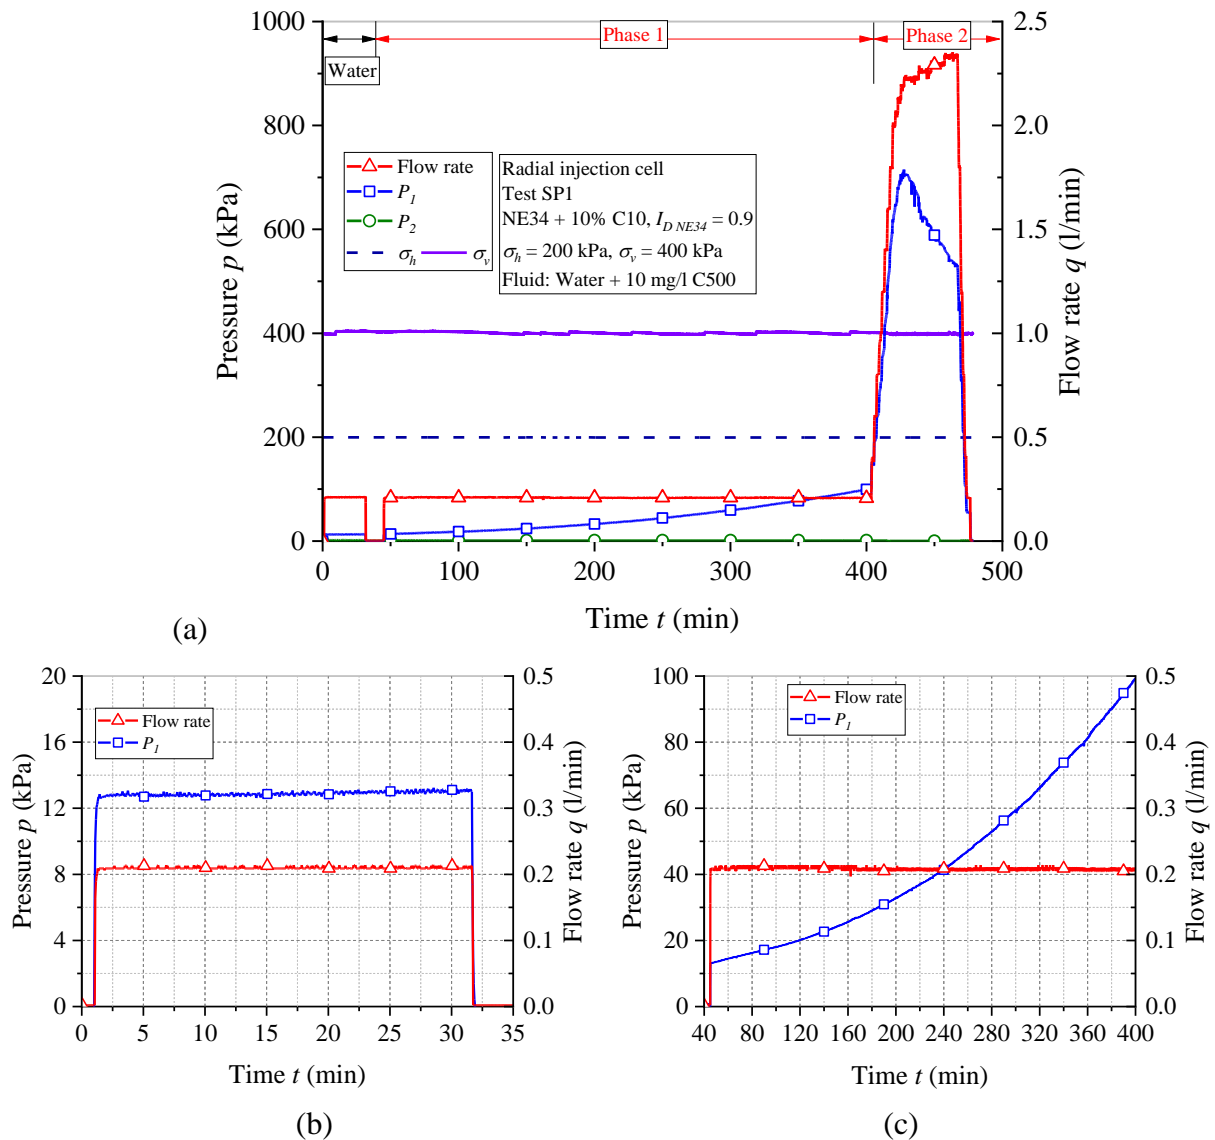 Phase 1
Phase 2
Water
Flow rate
P1
P2
σh σv
Radial injection cell
Test SP1
NE34 + 10% C10, ID NE34 = 0.9
σh = 200 kPa, σv = 400 kPa
Fluid: Water + 10 mg/l C500
1000
800
600
400
200
0
Pressure p (kPa)
2.5
2.0
1.5
1.0
0.5
0.0
Flow rate q (l/min)
0 100 200 300 400 500
Time t (min)
(a)
Flow rate
P1
20
16
12
8
4
0
Pressure p (kPa)
0.5
0.4
0.3
0.2
0.1
0.0
Flow rate q (l/min)
0 5 10 15 20 25 30 35
Time t (min)
(b)
Flow rate
P1
100
80
60
40
20
0
Pressure p (kPa)
0.5
0.4
0.3
0.2
0.1
0.0
Flow rate q (l/min)
40 80 120 160 200 240 280 320 360 400
Time t (min)
(c)